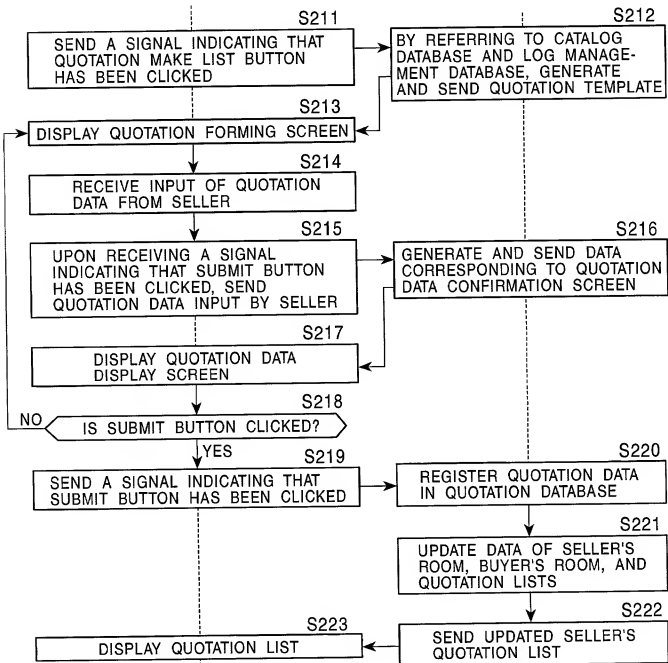 S211
SEND A SIGNAL INDICATING THAT
QUOTATION MAKE LIST BUTTON
HAS BEEN CLICKED
S212
BY REFERRING TO CATALOG
DATABASE AND LOG MANAGE-
MENT DATABASE, GENERATE
AND SEND QUOTATION TEMPLATE
S213
DISPLAY QUOTATION FORMING SCREEN
S214
RECEIVE INPUT OF QUOTATION
DATA FROM SELLER
S215
UPON RECEIVING A SIGNAL
INDICATING THAT SUBMIT BUTTON
HAS BEEN CLICKED, SEND
QUOTATION DATA INPUT BY SELLER
S216
GENERATE AND SEND DATA
CORRESPONDING TO QUOTATION
DATA CONFIRMATION SCREEN
S217
DISPLAY QUOTATION DATA
DISPLAY SCREEN
S218
NO
IS SUBMIT BUTTON CLICKED?
YES
S219
SEND A SIGNAL INDICATING THAT
SUBMIT BUTTON HAS BEEN CLICKED
S220
REGISTER QUOTATION DATA
IN QUOTATION DATABASE
S221
UPDATE DATA OF SELLER'S
ROOM, BUYER'S ROOM, AND
QUOTATION LISTS
S222
SEND UPDATED SELLER'S
QUOTATION LIST
S223
DISPLAY QUOTATION LIST